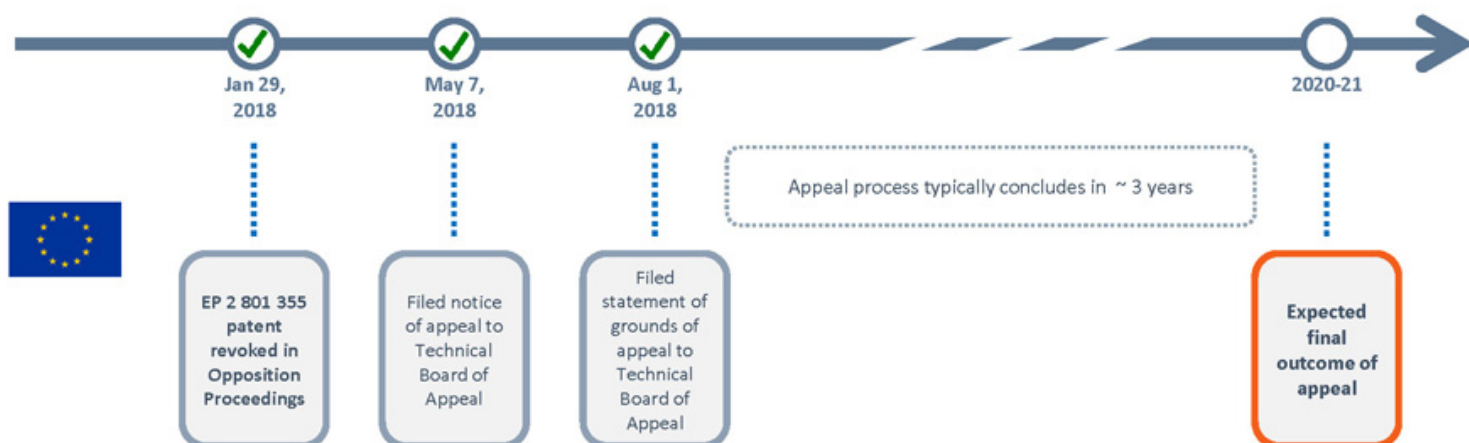 Jan 29,
2018
May 7,
2018
Aug 1,
2018
2020-21
Appeal process typically concludes in ~ 3 years
EP 2 801 355
patent
revoked in
Opposition
Proceedings
Filed notice
of appeal to
Technical
Board of
Appeal
Filed
statement of
grounds of
appeal to
Technical
Board of
Appeal
Expected
final
outcome of
appeal